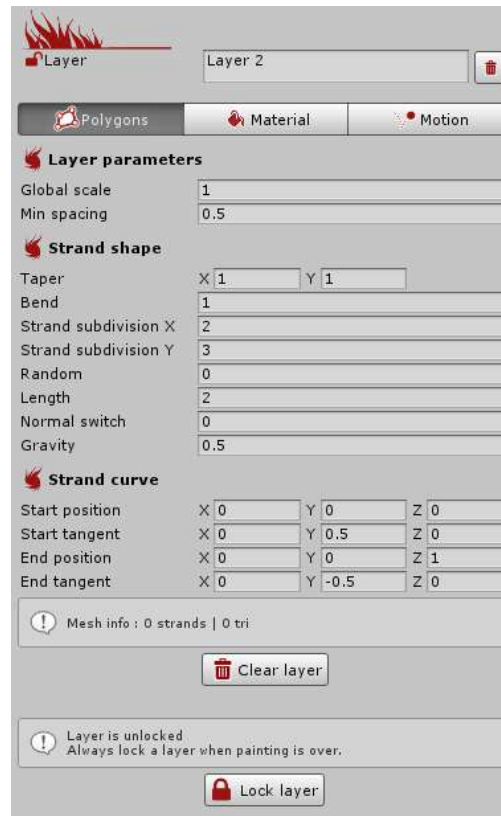 Layer Layer 2
Polygons Material Motion
Layer parameters
Global scale 1
Min spacing 0.5
Strand shape
Taper X 1 Y 1
Bend 1
Strand subdivision X 2
Strand subdivision Y 3
Random 0
Length 2
Normal switch 0
Gravity 0.5
Strand curve
Start position X 0 Y 0 Z 0
Start tangent X 0 Y 0.5 Z 0
End position X 0 Y 0 Z 1
End tangent X 0 Y -0.5 Z 0
Mesh info : 0 strands | 0 tri
Clear layer
Layer is unlocked
Always lock a layer when painting is over.
Lock layer